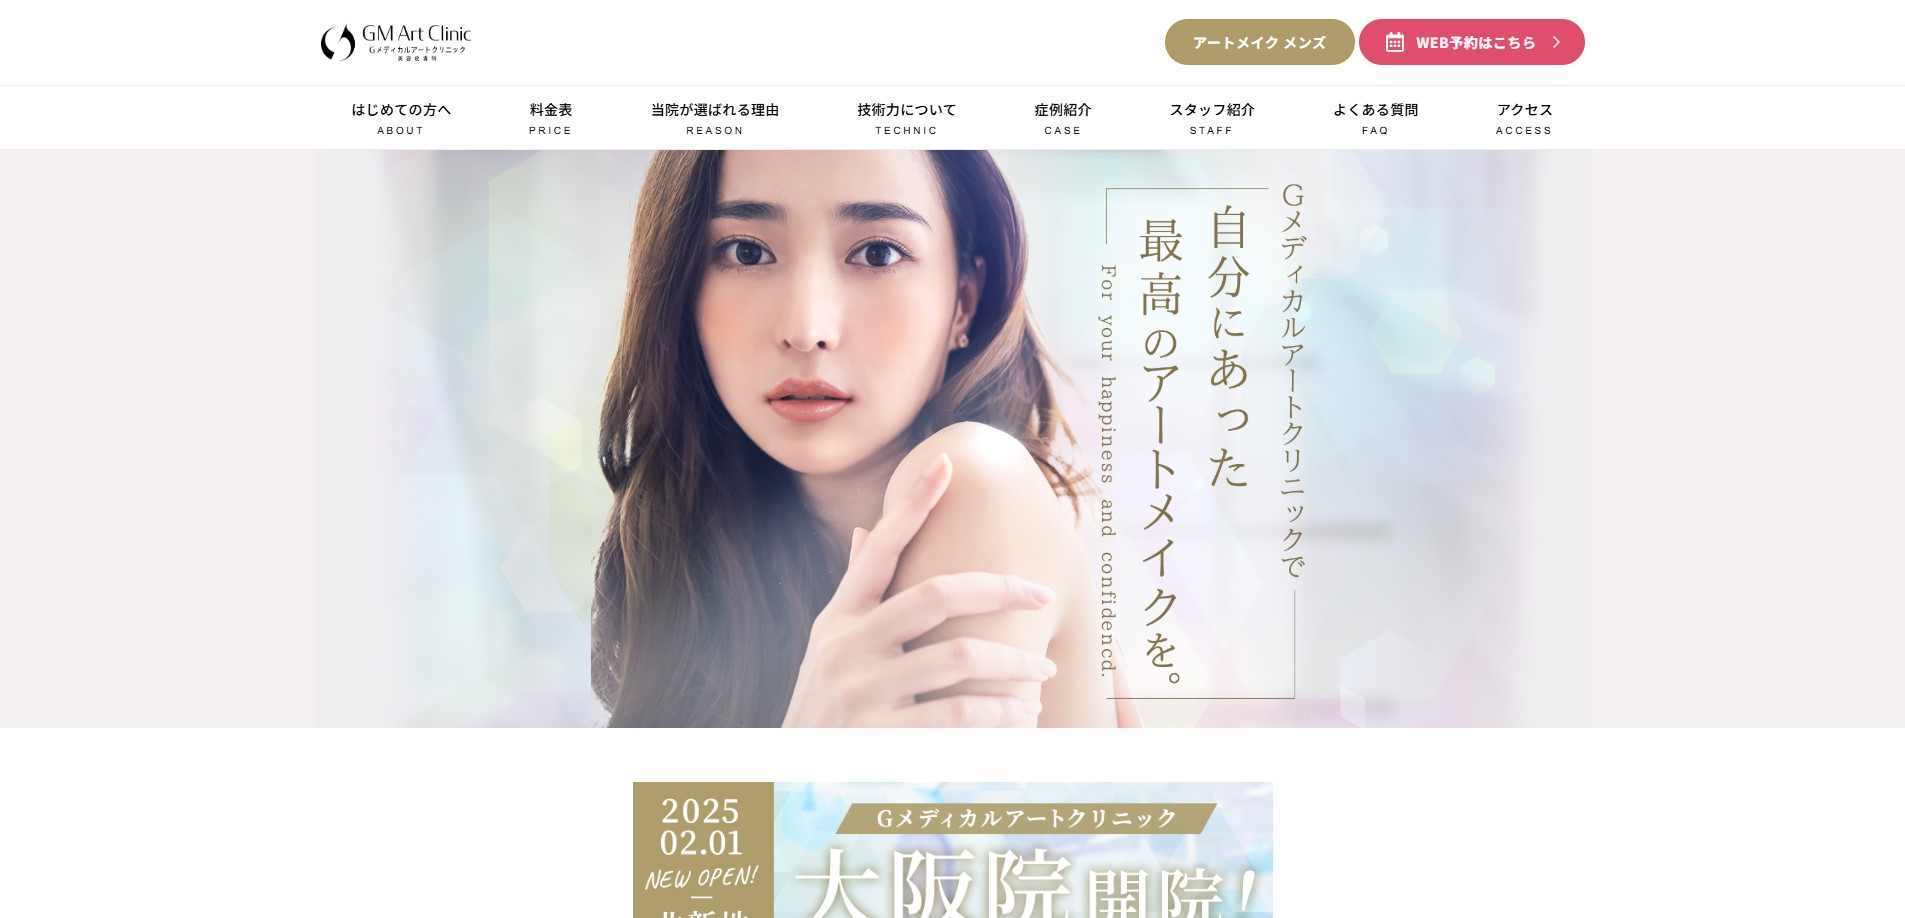 GM Art Clinic
Gメディカルアートクリニック
美容皮膚科
アートメイク メンズ
WEB予約はこちら
はじめての方へ
ABOUT
料金表
PRICE
当院が選ばれる理由
REASON
技術力について
TECHNIC
症例紹介
CASE
スタッフ紹介
STAFF
よくある質問
FAQ
アクセス
ACCESS
Gメディカルアートクリニックで
自分にあった
最高のアートメイクを。
For your happiness and confidencd.
2025
02.01
NEW OPEN!
北新地
Gメディカルアートクリニック
大阪院 開院!